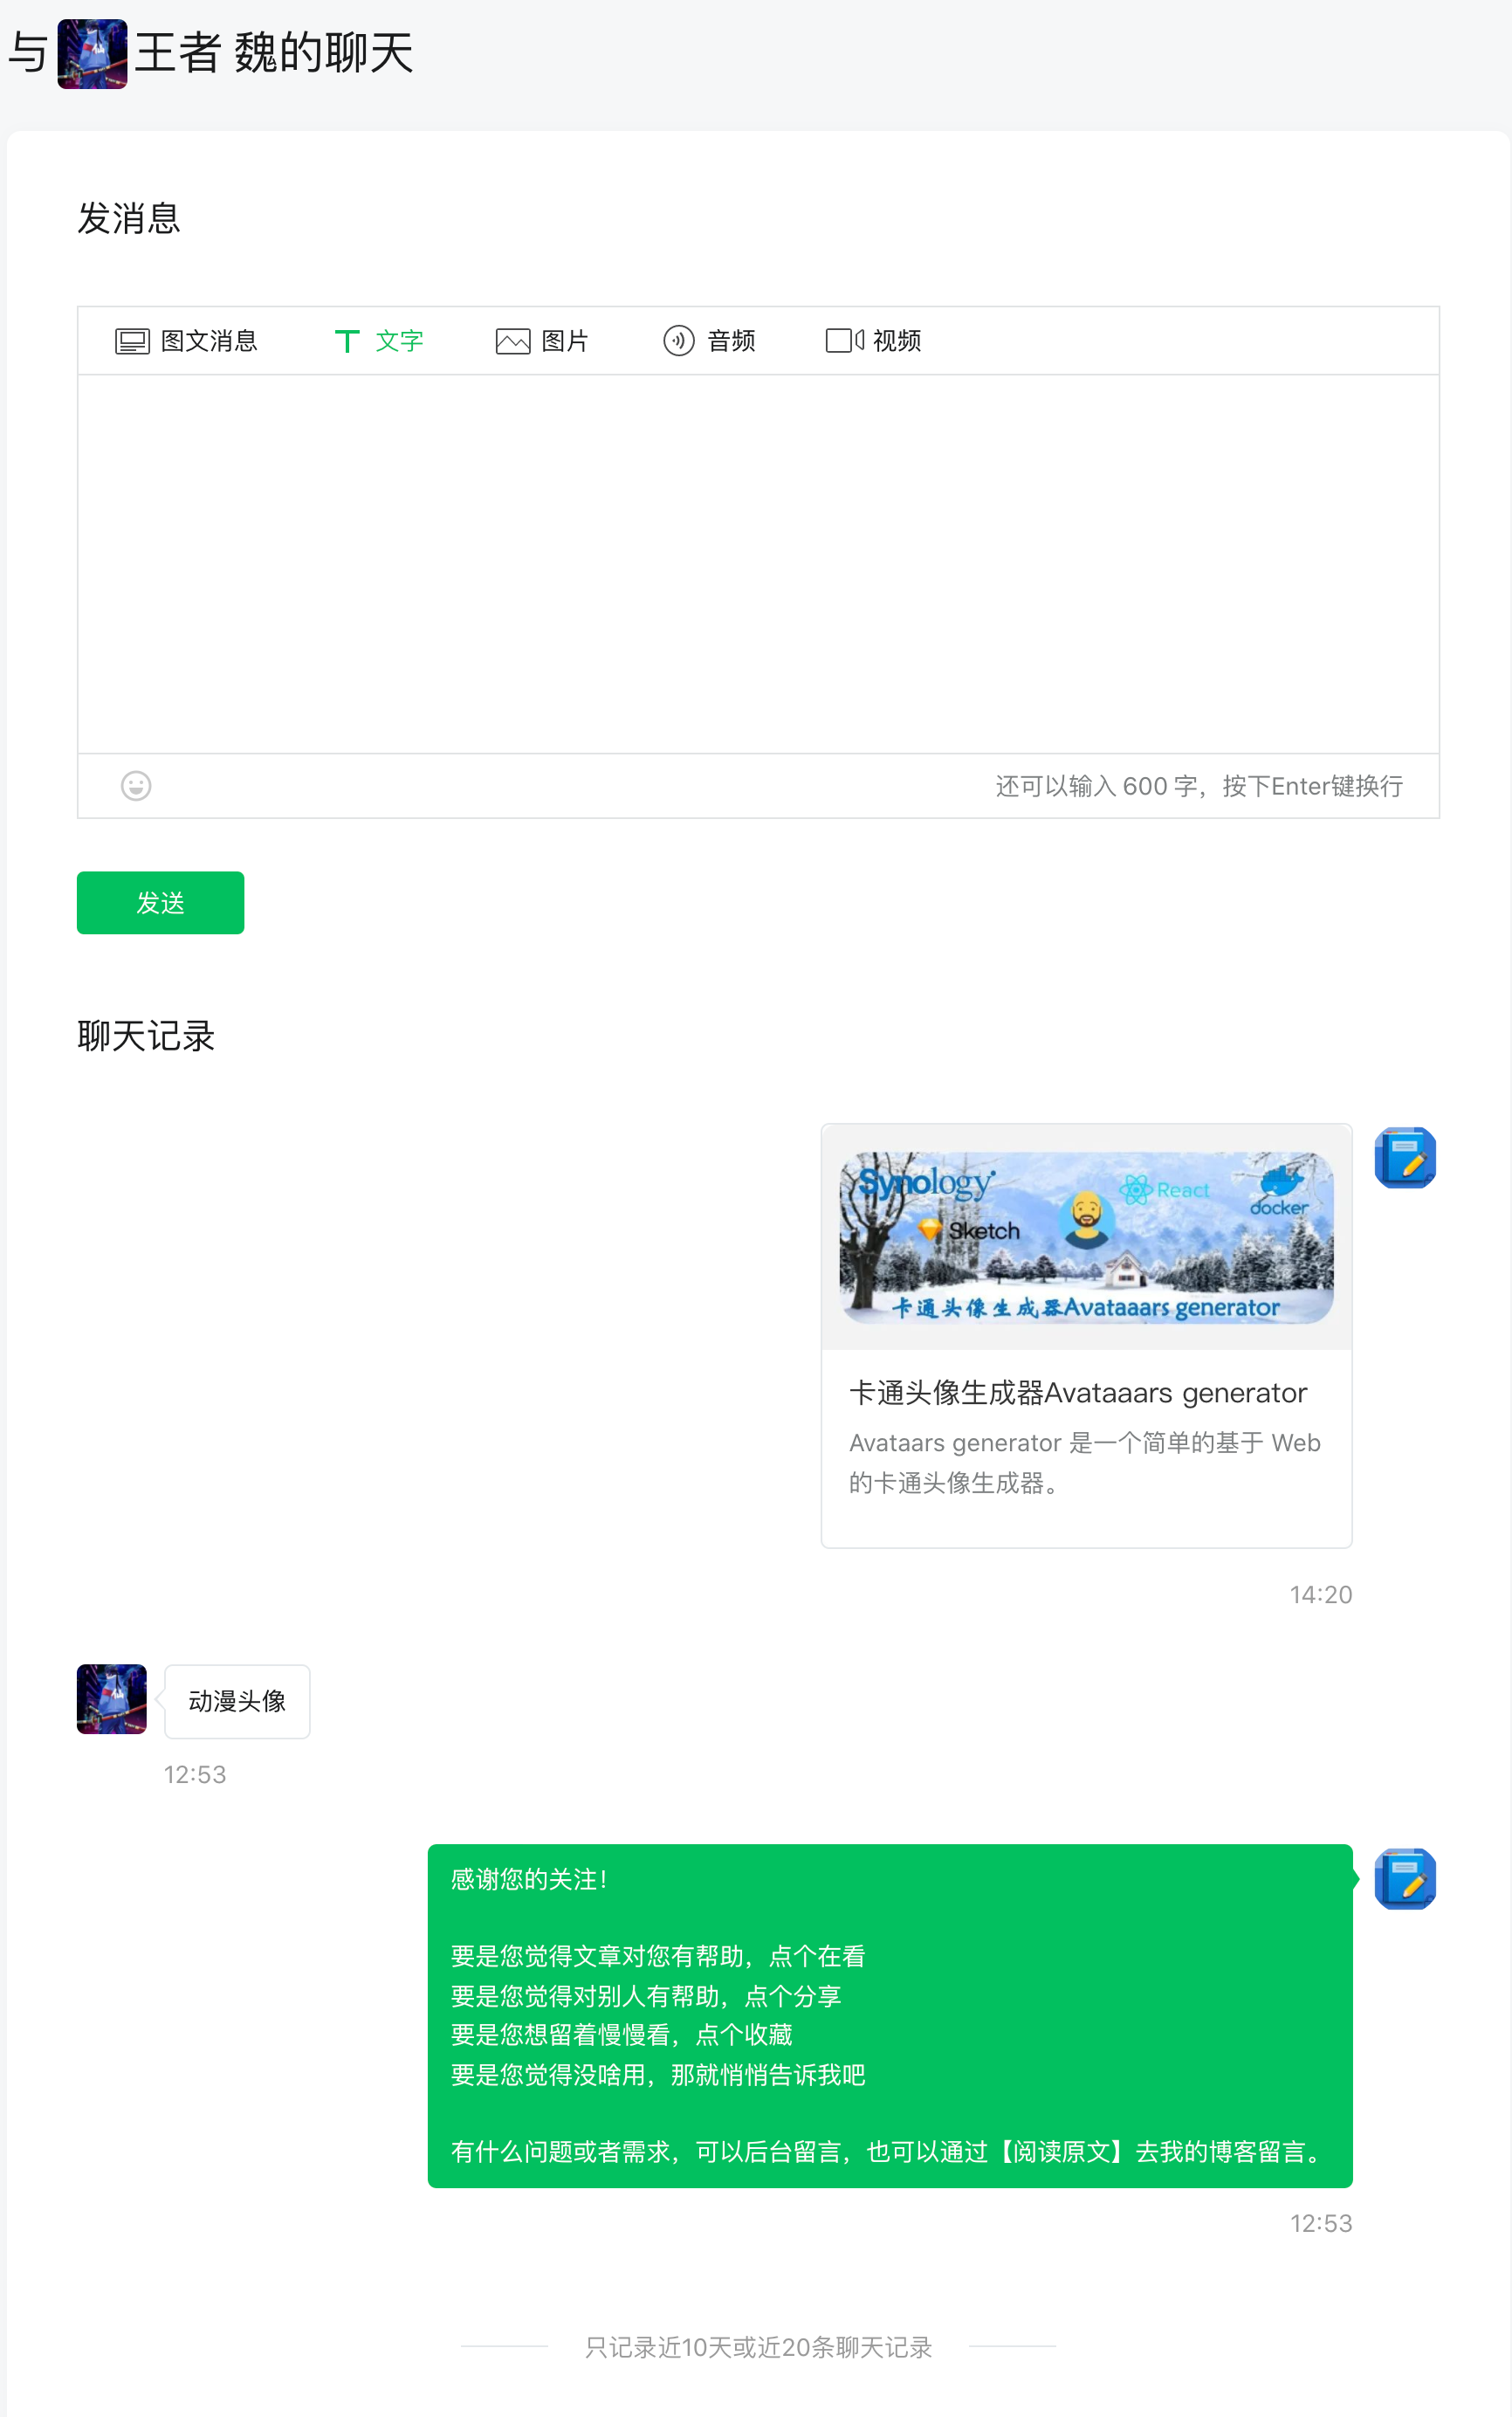 与 王者 魏的聊天
发消息
图文消息 文字 图片 音频 视频
还可以输入 600 字，按下Enter键换行
发送
聊天记录
Synology
React
docker
Sketch
卡通头像生成器Avataaars generator
卡通头像生成器Avataaars generator
Avataars generator 是一个简单的基于 Web
的卡通头像生成器。
14:20
动漫头像
12:53
感谢您的关注！
要是您觉得文章对您有帮助，点个在看
要是您觉得对别人有帮助，点个分享
要是您想留着慢慢看，点个收藏
要是您觉得没啥用，那就悄悄告诉我吧
有什么问题或者需求，可以后台留言，也可以通过【阅读原文】去我的博客留言。
12:53
只记录近10天或近20条聊天记录